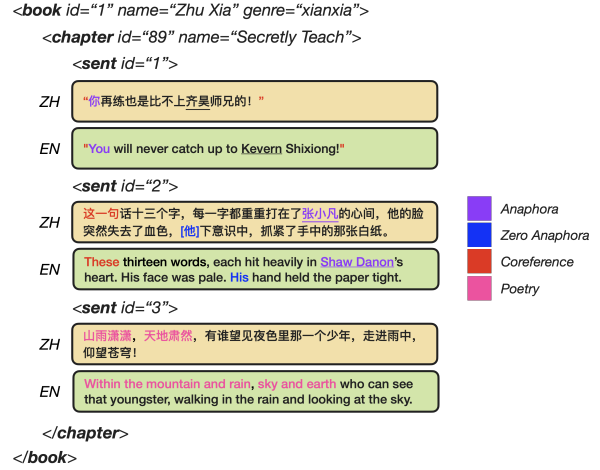 <book id=“1” name=“Zhu Xia” genre=“xianxia”>
<chapter id=“89” name=“Secretly Teach”>
<sent id=“1”>
ZH
“你再练也是比不上齐昊师兄的！”
EN
"You will never catch up to Kevern Shixiong!"
<sent id=“2”>
ZH
这一句话十三个字，每一字都重重打在了张小凡的心间，他的脸
突然失去了血色，[他]下意识中，抓紧了手中的那张白纸。
EN
These thirteen words, each hit heavily in Shaw Danon’s
heart. His face was pale. His hand held the paper tight.
<sent id=“3”>
ZH
山雨潇潇，天地肃然，有谁望见夜色里那一个少年，走进雨中，
仰望苍穹！
EN
Within the mountain and rain, sky and earth who can see
that youngster, walking in the rain and looking at the sky.
</chapter>
</book>
Anaphora
Zero Anaphora
Coreference
Poetry